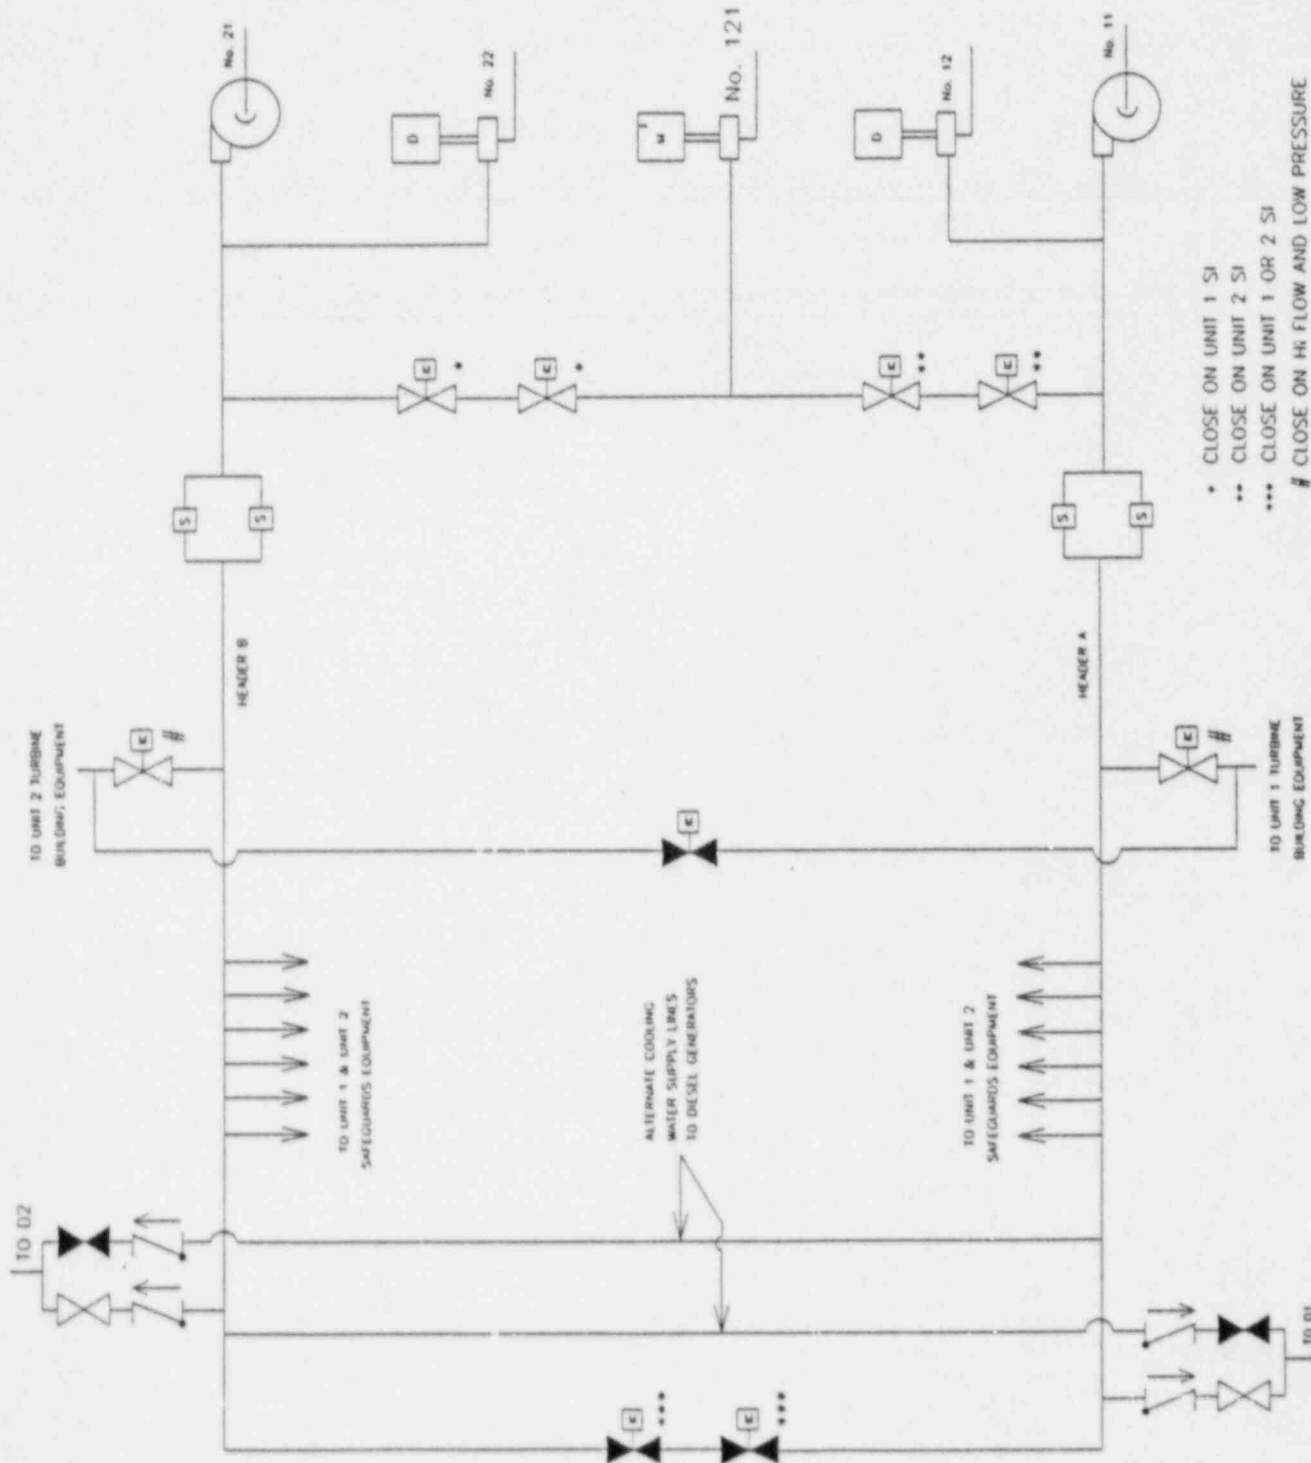 No. 21
No. 22
No. 121
No. 12
No. 11
D
M
D
*
*
**
**
S
S
S
S
* CLOSE ON UNIT 1 SI
** CLOSE ON UNIT 2 SI
*** CLOSE ON UNIT 1 OR 2 SI
# CLOSE ON Hi FLOW AND LOW PRESSURE
HEADER B
HEADER A
TO UNIT 2 TURBINE
BUILDING EQUIPMENT
#
#
TO UNIT 1 TURBINE
BUILDING EQUIPMENT
TO UNIT 1 & UNIT 2
SAFEGUARDS EQUIPMENT
ALTERNATE COOLING
WATER SUPPLY LINES
TO DIESEL GENERATORS
TO UNIT 1 & UNIT 2
SAFEGUARDS EQUIPMENT
TO D2
TO D1
***
***